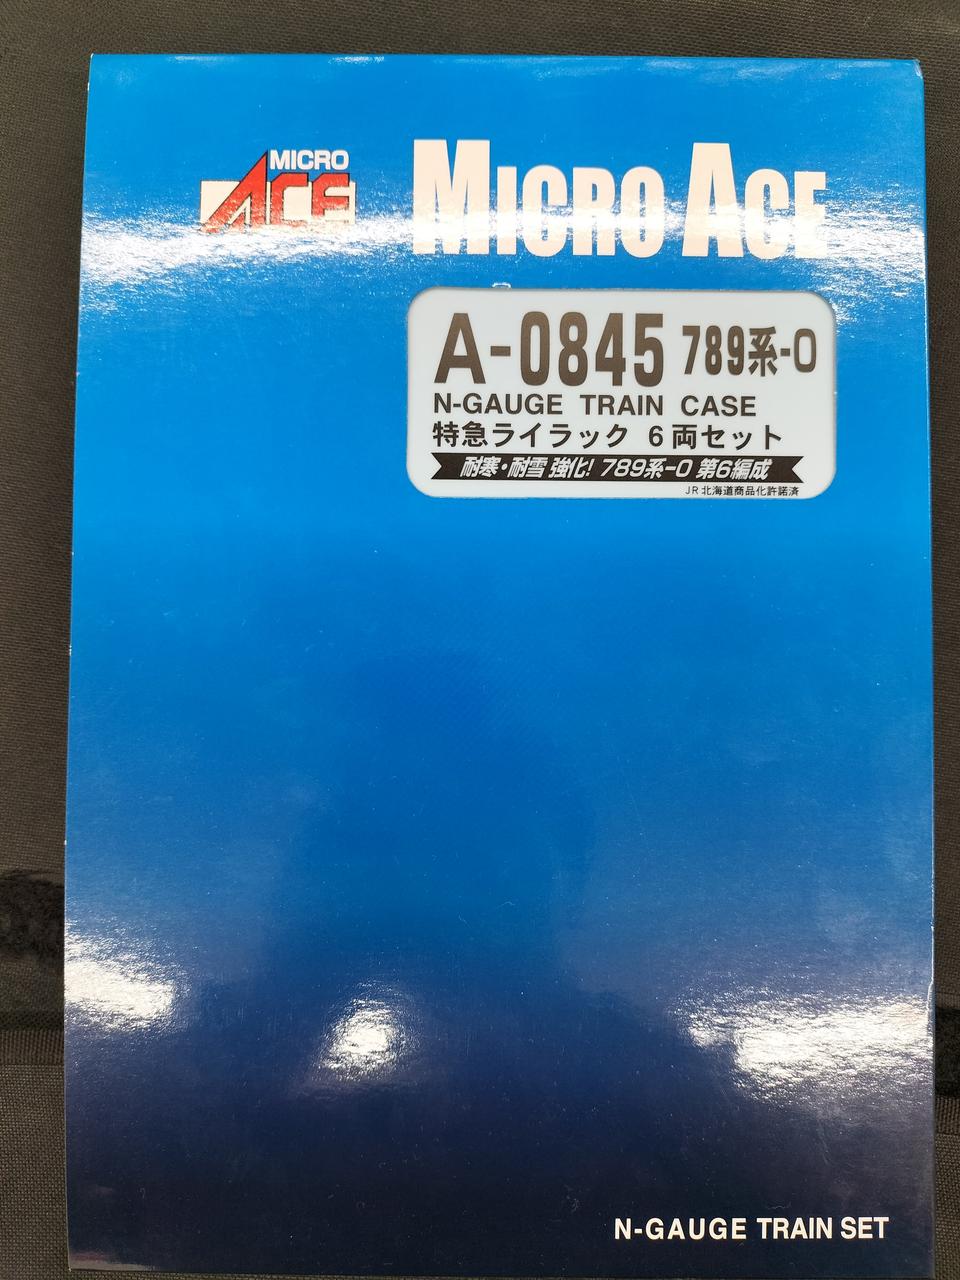 MICRO
ACE
MICRO ACE
A-0845 789系-0
N-GAUGE TRAIN CASE
特急ライラック 6両セット
耐寒・耐雪 強化! 789系-0 第6編成
JR北海道商品化許諾済
N-GAUGE TRAIN SET